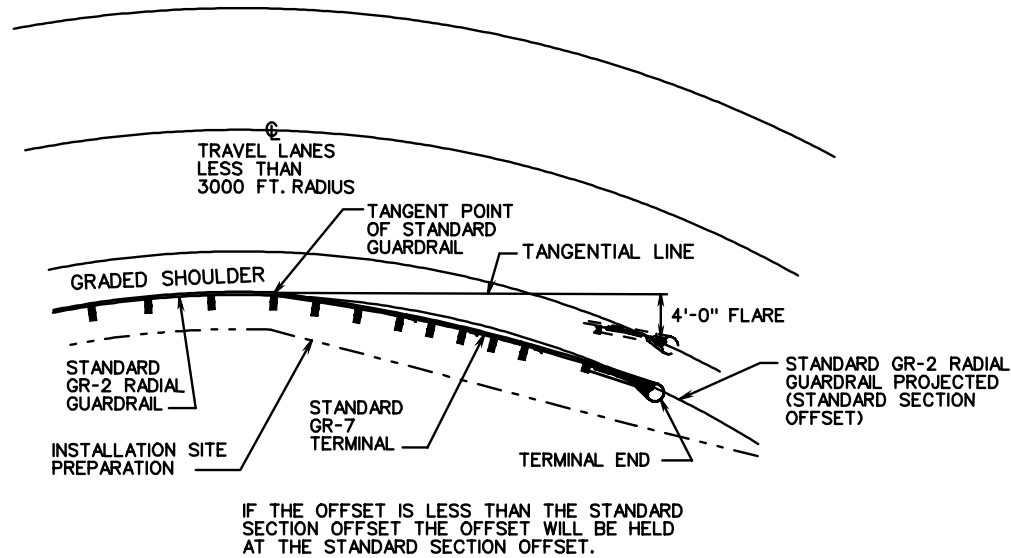 ℄
TRAVEL LANES
LESS THAN
3000 FT. RADIUS
TANGENT POINT
OF STANDARD
GUARDRAIL
TANGENTIAL LINE
GRADED SHOULDER
4'-0" FLARE
STANDARD
GR-2 RADIAL
GUARDRAIL
STANDARD GR-2 RADIAL
GUARDRAIL PROJECTED
(STANDARD SECTION
OFFSET)
STANDARD
GR-7
TERMINAL
INSTALLATION SITE
PREPARATION
TERMINAL END
IF THE OFFSET IS LESS THAN THE STANDARD
SECTION OFFSET THE OFFSET WILL BE HELD
AT THE STANDARD SECTION OFFSET.